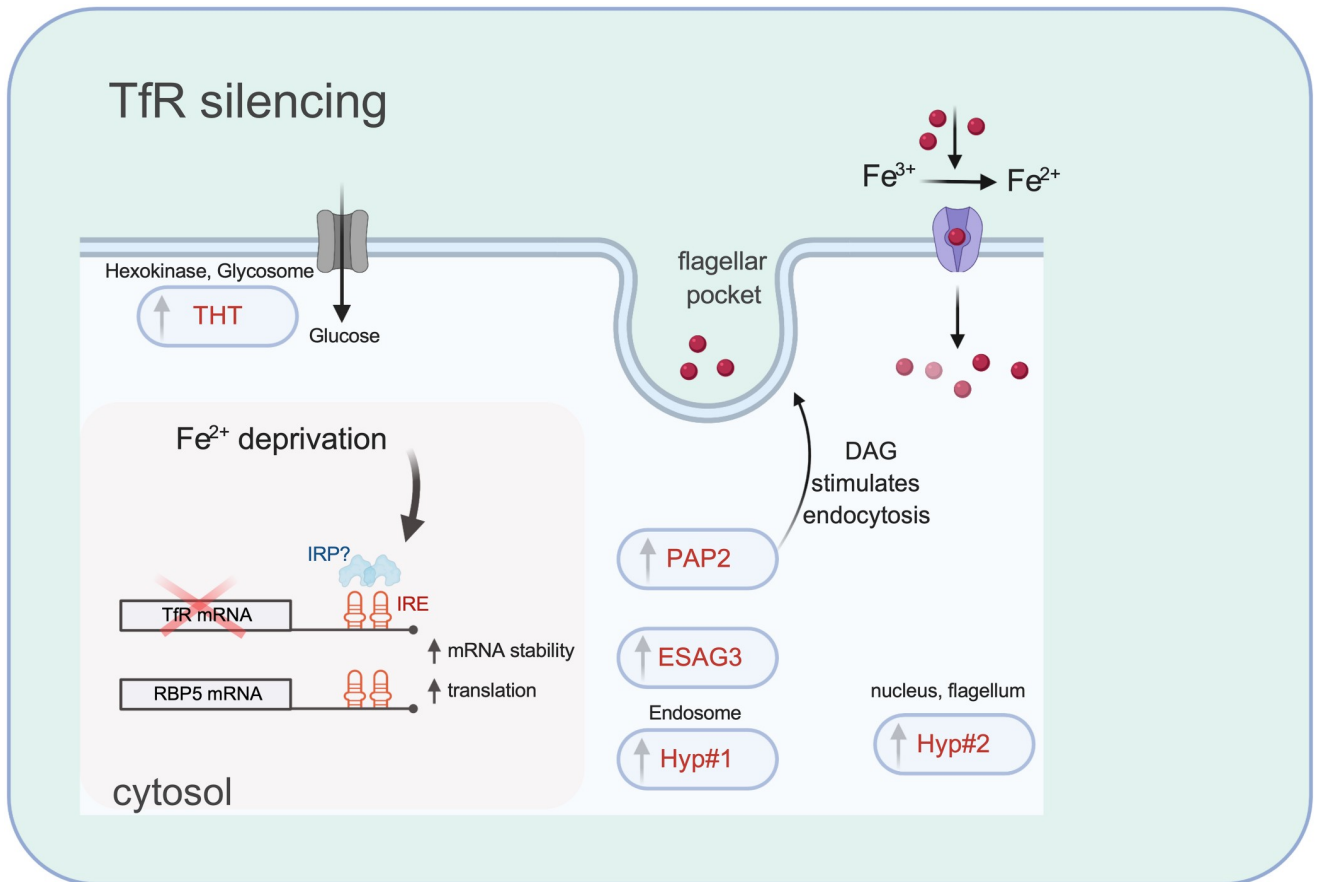 TfR silencing
Fe³⁺
Fe²⁺
Hexokinase, Glycosome
THT
Glucose
flagellar
pocket
Fe²⁺ deprivation
IRP?
IRE
TfR mRNA
mRNA stability
RBP5 mRNA
translation
cytosol
DAG
stimulates
endocytosis
PAP2
ESAG3
Endosome
Hyp#1
nucleus, flagellum
Hyp#2